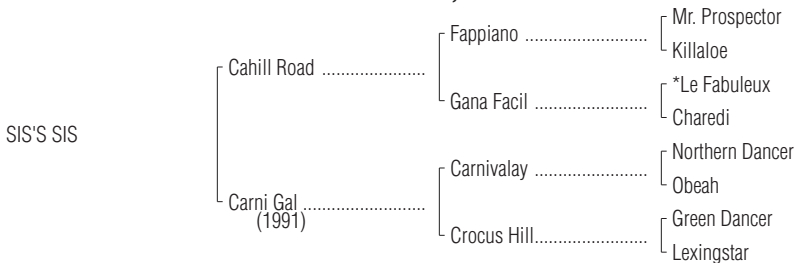 Mr. Prospector
Fappiano ..........................
Killaloe
Cahill Road ......................
*Le Fabuleux
Gana Facil ........................
Charedi
SIS'S SIS
Northern Dancer
Carnivalay ........................
Obeah
Carni Gal ..........................
(1991)
Green Dancer
Crocus Hill........................
Lexingstar